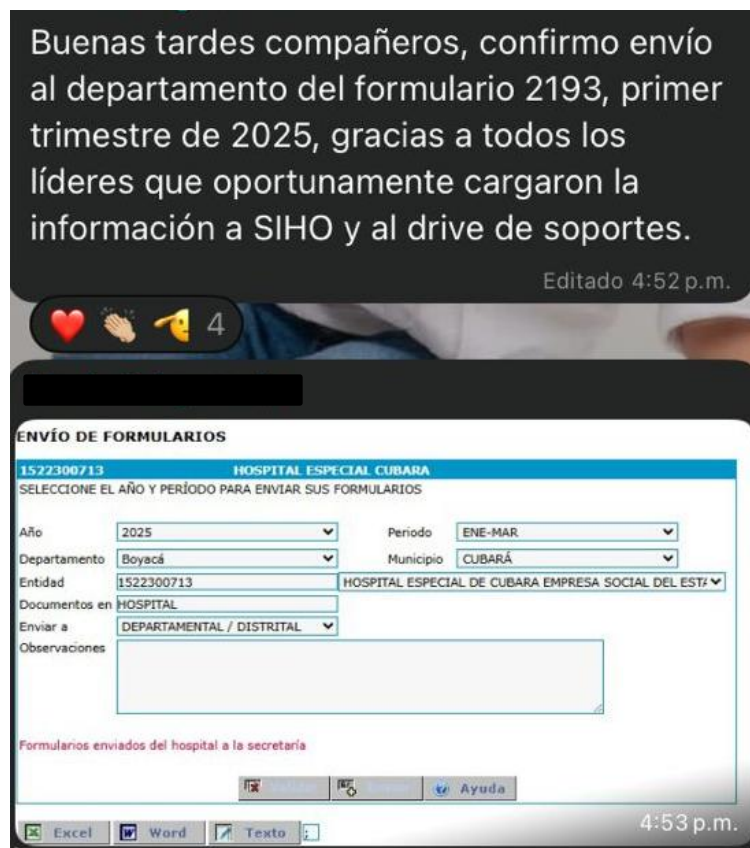 Buenas tardes compañeros, confirmo envío
al departamento del formulario 2193, primer
trimestre de 2025, gracias a todos los
líderes que oportunamente cargaron la
información a SIHO y al drive de soportes.
Editado 4:52 p.m.
4
ENVÍO DE FORMULARIOS
1522300713 HOSPITAL ESPECIAL CUBARA
SELECCIONE EL AÑO Y PERÍODO PARA ENVIAR SUS FORMULARIOS
Año 2025 Periodo ENE-MAR
Departamento Boyacá Municipio CUBARÁ
Entidad 1522300713 HOSPITAL ESPECIAL DE CUBARA EMPRESA SOCIAL DEL ESTA
Documentos en HOSPITAL
Enviar a DEPARTAMENTAL / DISTRITAL
Observaciones
Formularios enviados del hospital a la secretaría
Ayuda
4:53 p.m.
Excel Word Texto ;